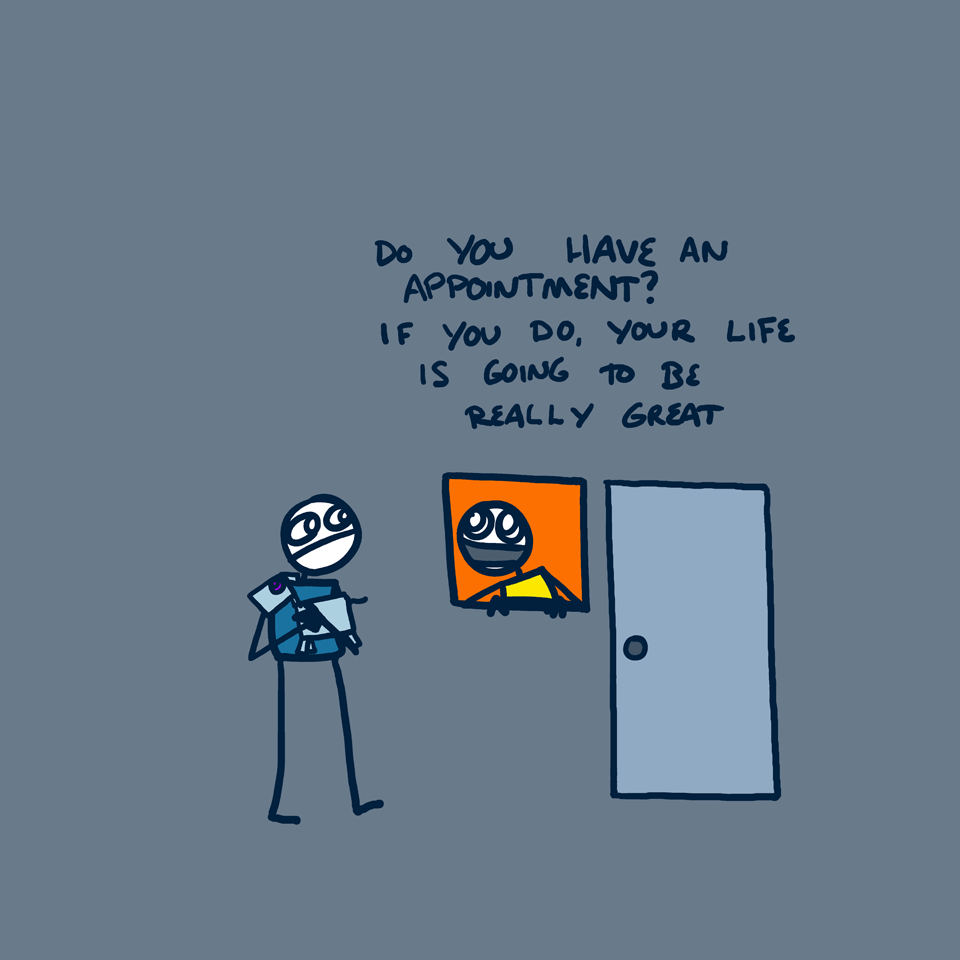 DO YOU HAVE AN
APPOINTMENT?
IF YOU DO, YOUR LIFE
IS GOING TO BE
REALLY GREAT